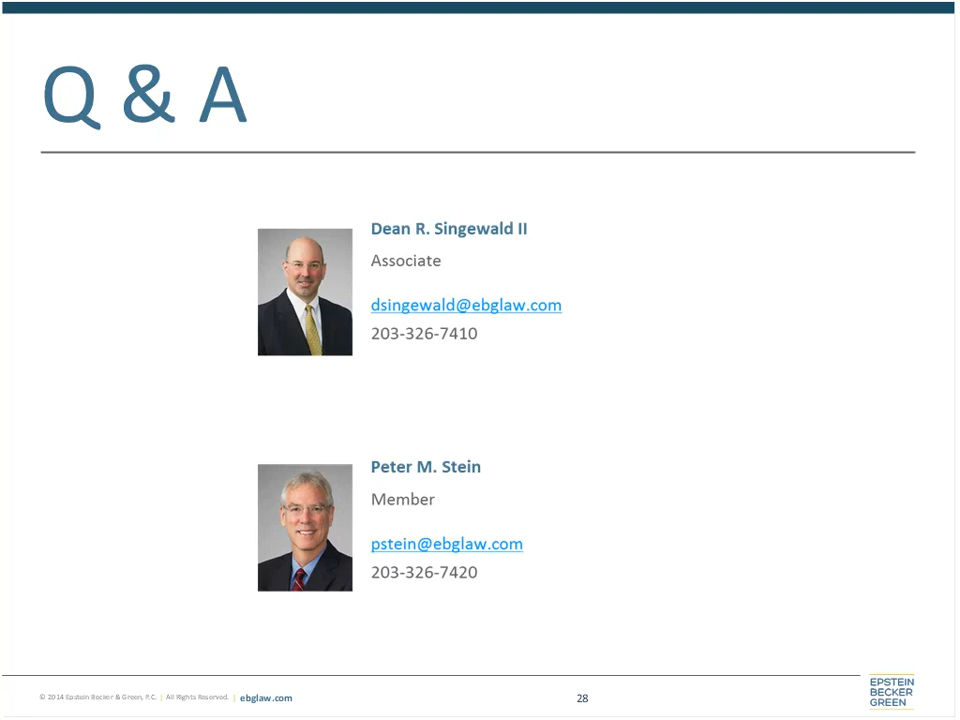 Q & A
Dean R. Singewald II
Associate
dsingewald@ebglaw.com
203-326-7410
Peter M. Stein
Member
pstein@ebglaw.com
203-326-7420
© 2014 Epstein Becker & Green, P.C. | All Rights Reserved. | ebglaw.com
28
EPSTEIN
BECKER
GREEN